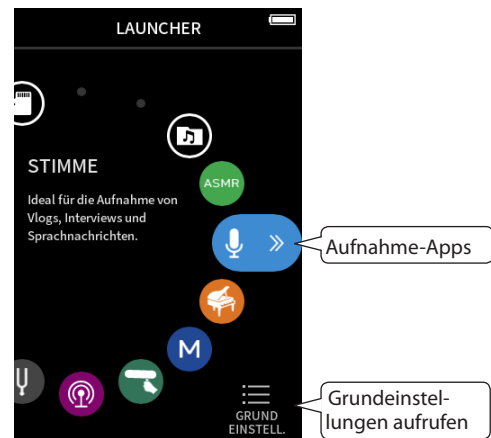 LAUNCHER
ASMR
STIMME
Ideal für die Aufnahme von
Vlogs, Interviews und
Sprachnachrichten.
Aufnahme-Apps
M
GRUND
EINSTELL.
Grundeinstel-
lungen aufrufen